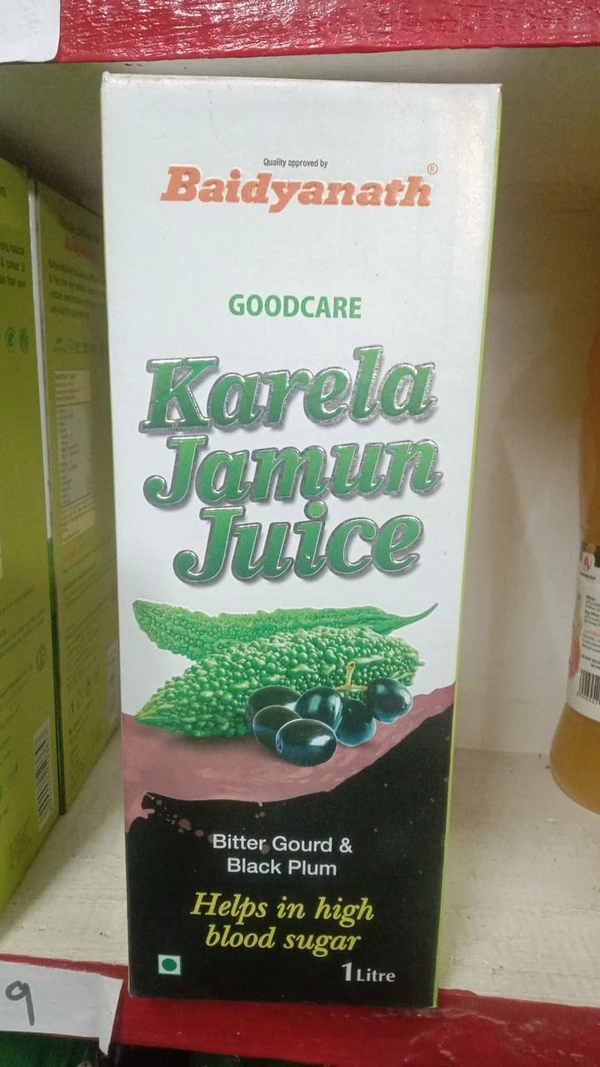 Quality approved by
Baidyanath®
GOODCARE
Karela
Jamun
Juice
Bitter Gourd &
Black Plum
Helps in high
blood sugar
1 Litre
9